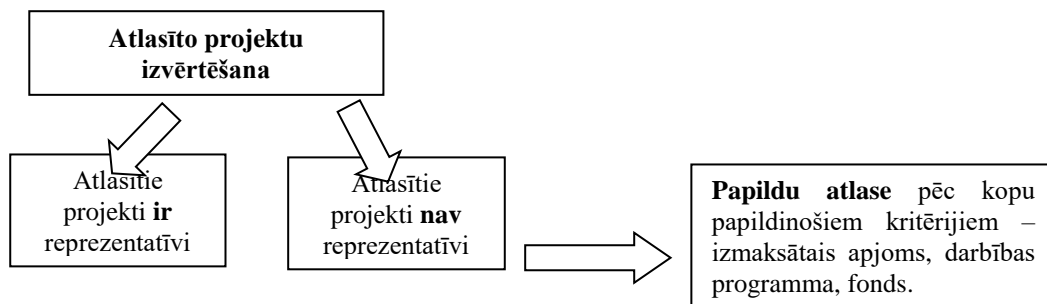 Atlasīto projektu
izvērtēšana
Atlasītie
projekti ir
reprezentatīvi
Atlasītie
projekti nav
reprezentatīvi
Papildu atlase pēc kopu
papildinošiem kritērijiem –
izmaksātais apjoms, darbības
programma, fonds.